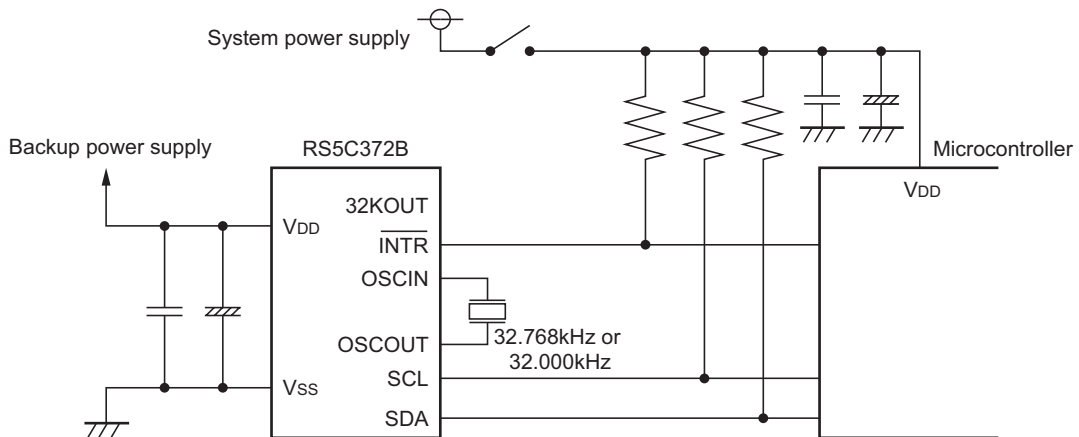 System power supply
Backup power supply
RS5C372B
Microcontroller
VDD
32KOUT
VDD
INTR
OSCIN
32.768kHz or
32.000kHz
OSCOUT
SCL
VSS
SDA